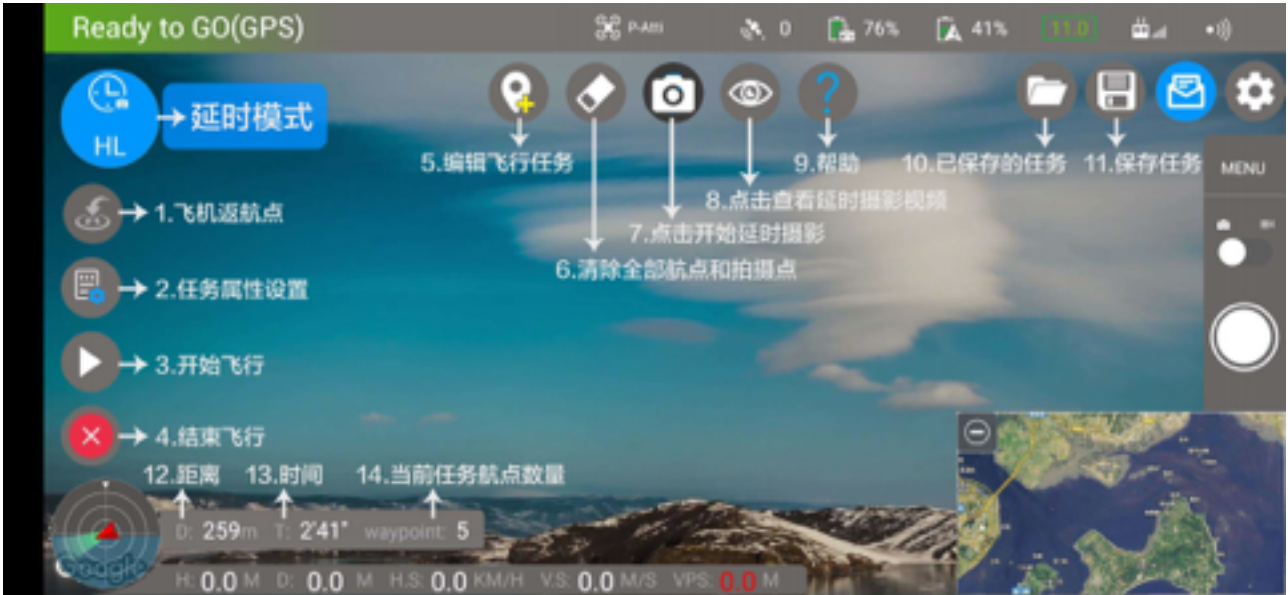 Ready to GO(GPS)
P-Atti
0
76%
41%
11.0
HL
延时模式
5.编辑飞行任务
9.帮助
10.已保存的任务
11.保存任务
MENU
8.点击查看延时摄影视频
1.飞机返航点
7.点击开始延时摄影
6.清除全部航点和拍摄点
2.任务属性设置
3.开始飞行
4.结束飞行
12.距离
13.时间
14.当前任务航点数量
D: 259m T: 2'41" waypoint: 5
Google
H: 0.0 M D: 0.0 M H.S: 0.0 KM/H V.S: 0.0 M/S VPS: 0.0 M